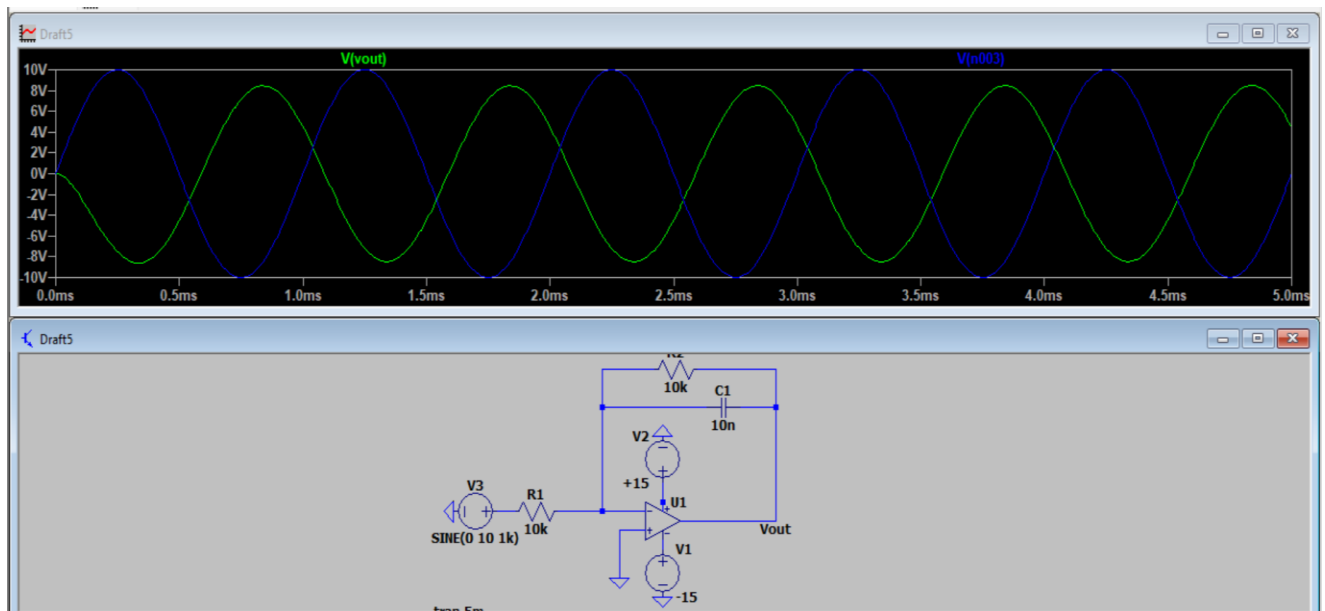 Draft5
V(vout) V(n003)
10V
8V
6V
4V
2V
0V
-2V
-4V
-6V
-8V
-10V
0.0ms 0.5ms 1.0ms 1.5ms 2.0ms 2.5ms 3.0ms 3.5ms 4.0ms 4.5ms 5.0ms
Draft5
R2
10k
C1
10n
V2
+15
V3
R1
U1
SINE(0 10 1k)
10k
Vout
V1
-15